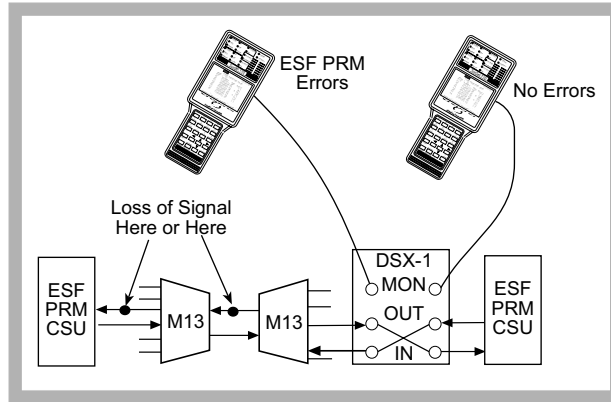 ESF PRM
Errors
No Errors
Loss of Signal
Here or Here
DSX-1
MON
OUT
IN
ESF
PRM
CSU
M13
M13
ESF
PRM
CSU